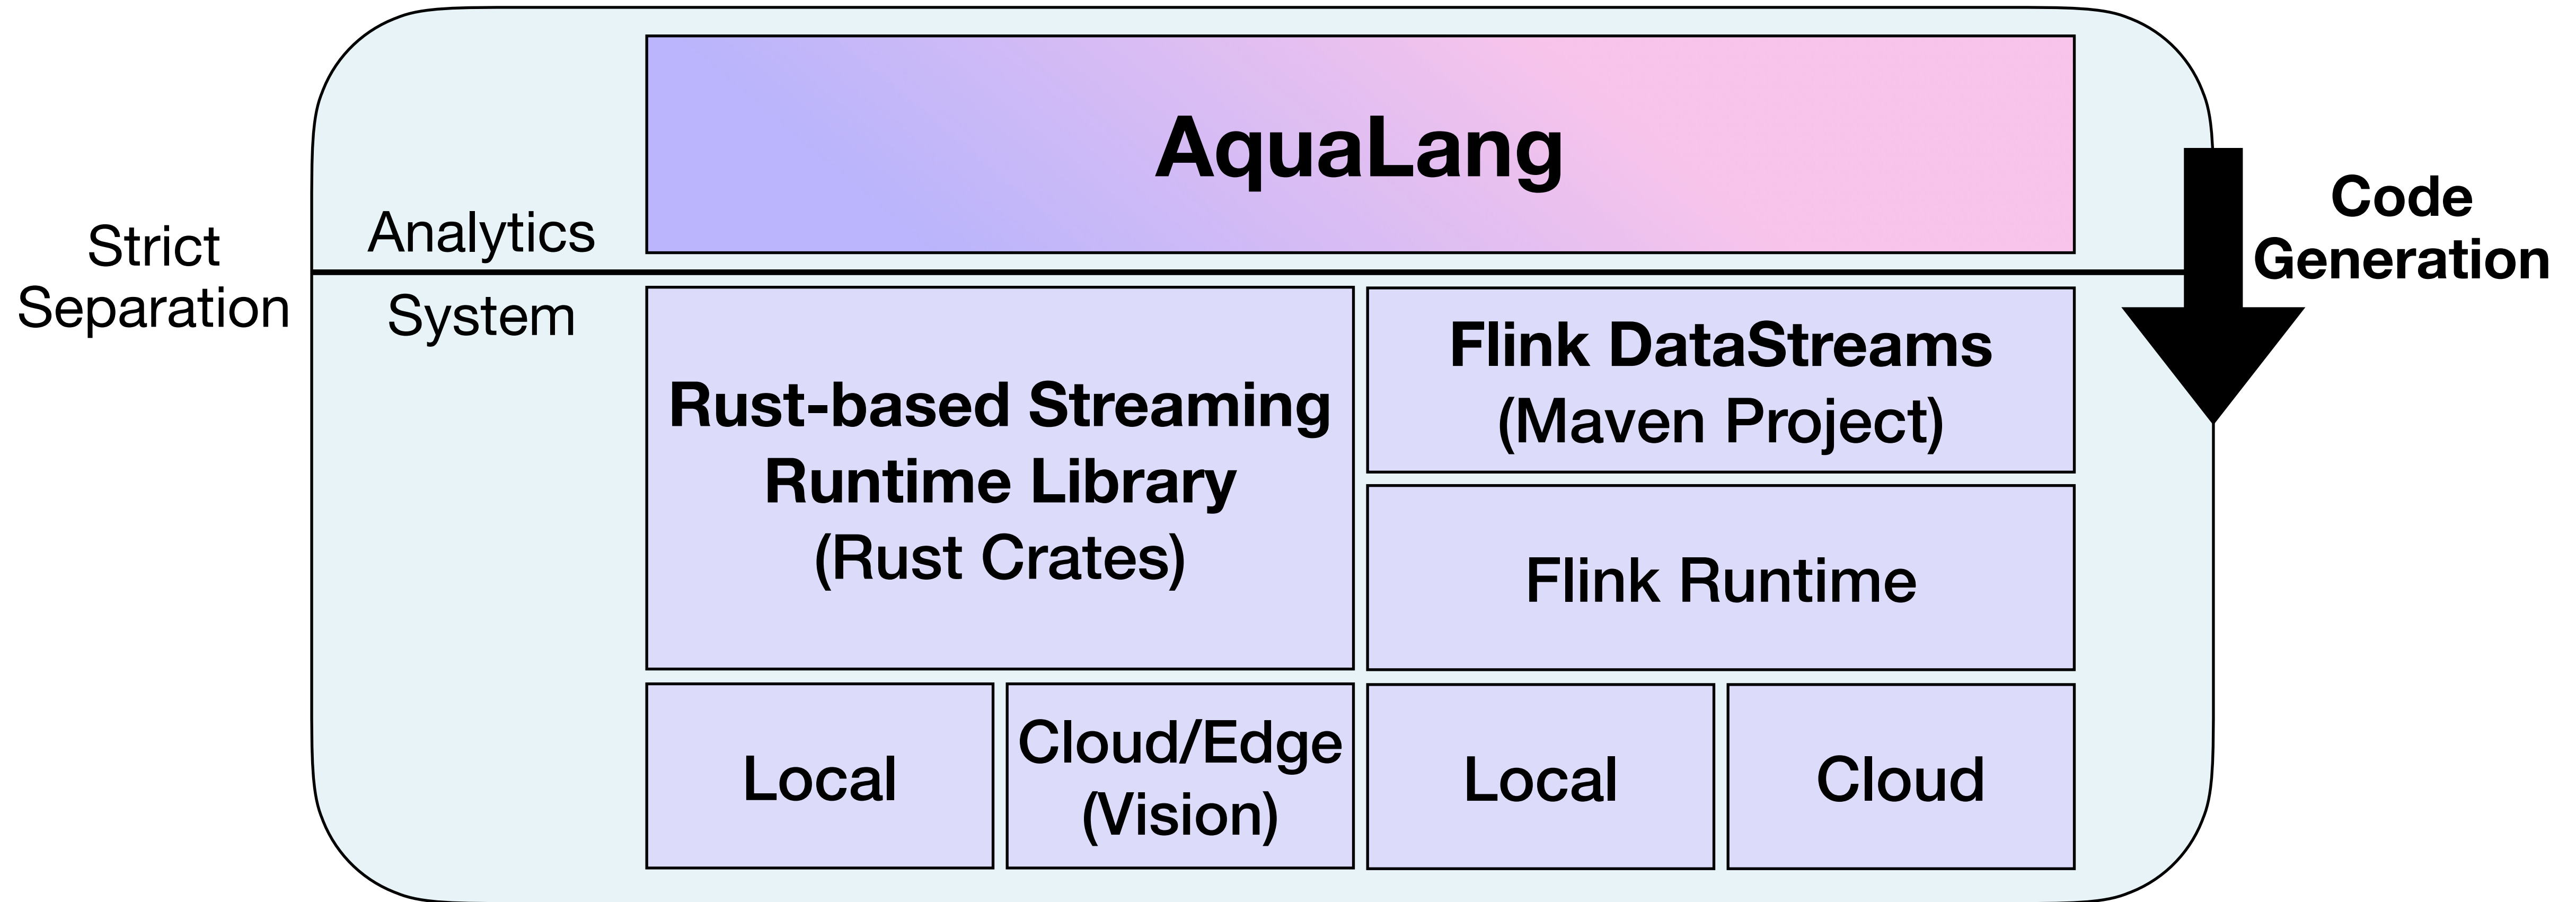 AquaLang
Code
Generation
Strict
Separation
Analytics
System
Rust-based Streaming
Runtime Library
(Rust Crates)
Flink DataStreams
(Maven Project)
Flink Runtime
Local
Cloud/Edge
(Vision)
Local
Cloud